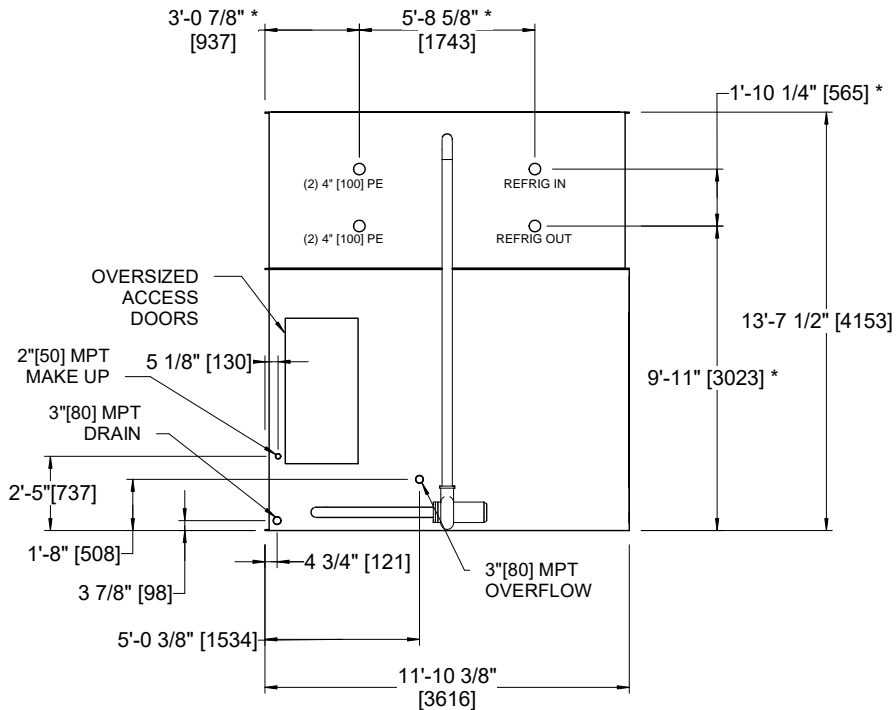 3'-0 7/8" *
[937]
5'-8 5/8" *
[1743]
1'-10 1/4" [565] *
(2) 4" [100] PE
REFRIG IN
(2) 4" [100] PE
REFRIG OUT
OVERSIZED
ACCESS
DOORS
13'-7 1/2" [4153]
2"[50] MPT
MAKE UP
5 1/8" [130]
9'-11" [3023] *
3"[80] MPT
DRAIN
2'-5"[737]
1'-8" [508]
4 3/4" [121]
3"[80] MPT
OVERFLOW
3 7/8" [98]
5'-0 3/8" [1534]
11'-10 3/8"
[3616]